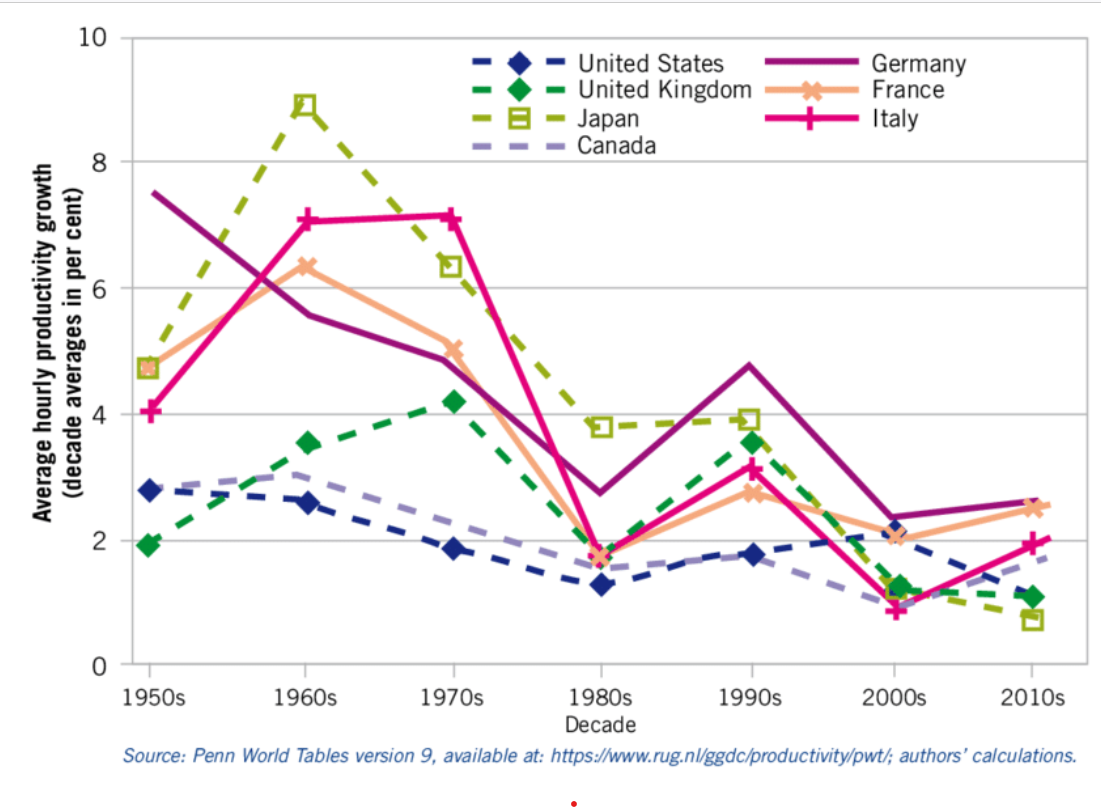 Average hourly productivity growth
(decade averages in per cent)
10
8
6
4
2
0
United States
United Kingdom
Japan
Canada
Germany
France
Italy
1950s 1960s 1970s 1980s 1990s 2000s 2010s
Decade
Source: Penn World Tables version 9, available at: https://www.rug.nl/ggdc/productivity/pwt/; authors’ calculations.